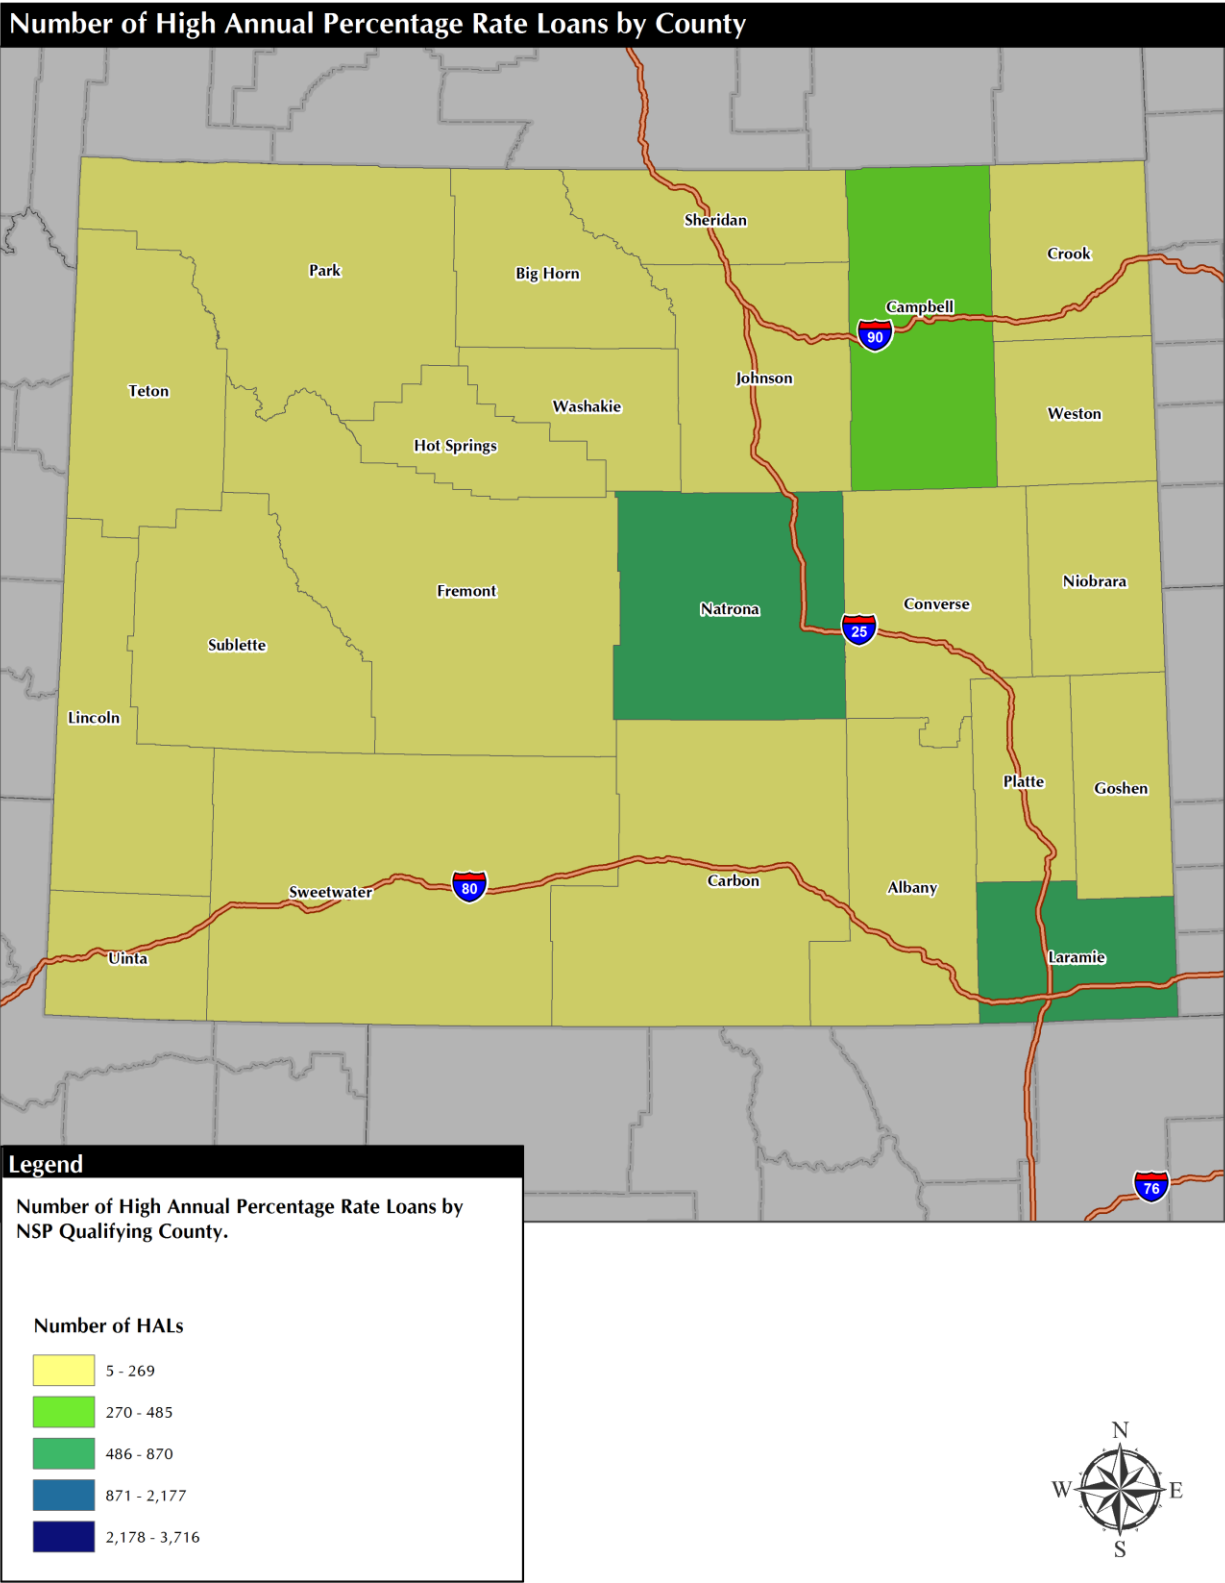 Number of High Annual Percentage Rate Loans by County
Sheridan
Crook
Park
Big Horn
Campbell
90
Johnson
Teton
Washakie
Weston
Hot Springs
Niobrara
Fremont
Converse
Natrona
25
Sublette
Lincoln
Platte
Goshen
Carbon
Albany
80
Sweetwater
Laramie
Uinta
76
Legend
Number of High Annual Percentage Rate Loans by
NSP Qualifying County.
Number of HALs
5 - 269
270 - 485
486 - 870
871 - 2,177
2,178 - 3,716
N
W E
S